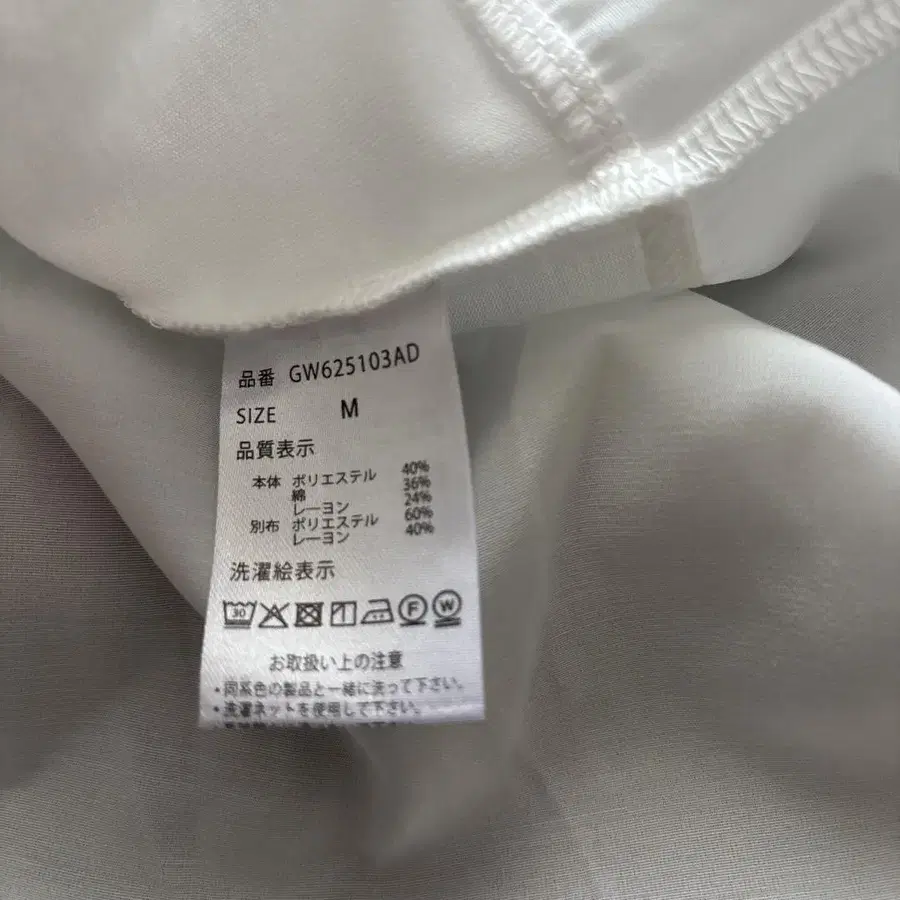 品番 GW625103AD
SIZE M
品質表示
本体 ポリエステル 40%
綿 36%
レーヨン 24%
別布 ポリエステル 60%
レーヨン 40%
洗濯絵表示
30 F W
お取扱い上の注意
・同系色の製品と一緒に洗って下さい。
・洗濯ネットを使用して下さい。